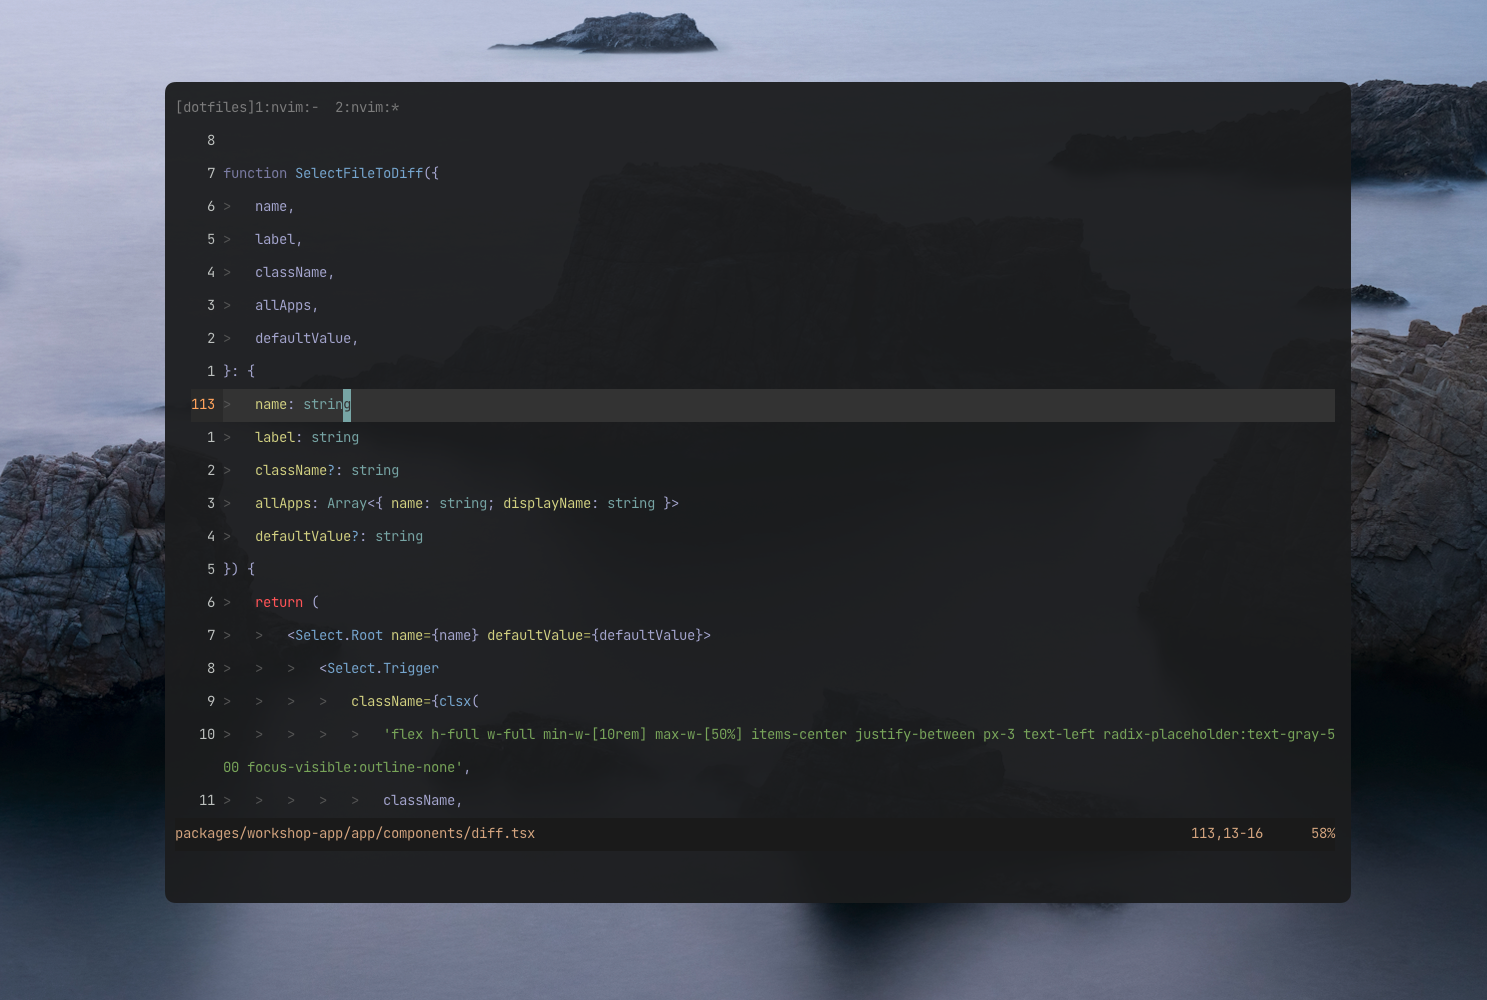 [dotfiles]1:nvim:-  2:nvim:*
8
7 function SelectFileToDiff({
6 >   name,
5 >   label,
4 >   className,
3 >   allApps,
2 >   defaultValue,
1 }: {
113 >   name: string
1 >   label: string
2 >   className?: string
3 >   allApps: Array<{ name: string; displayName: string }>
4 >   defaultValue?: string
5 }) {
6 >   return (
7 >   >   <Select.Root name={name} defaultValue={defaultValue}>
8 >   >   >   <Select.Trigger
9 >   >   >   >   className={clsx(
10 >   >   >   >   >   'flex h-full w-full min-w-[10rem] max-w-[50%] items-center justify-between px-3 text-left radix-placeholder:text-gray-5
00 focus-visible:outline-none',
11 >   >   >   >   >   className,
packages/workshop-app/app/components/diff.tsx 113,13-16 58%